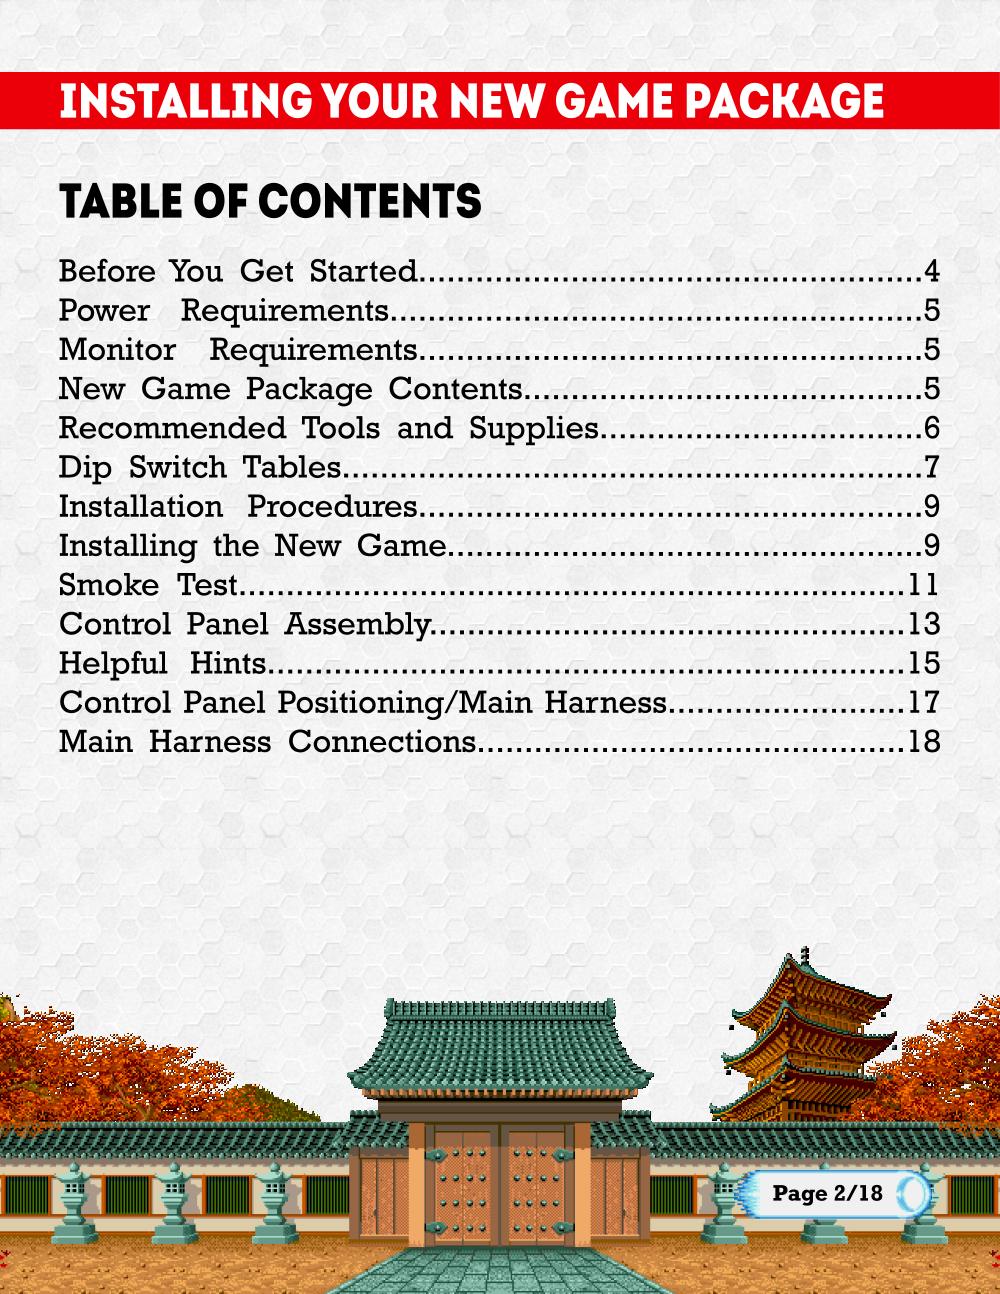 INSTALLING YOUR NEW GAME PACKAGE
TABLE OF CONTENTS
Before You Get Started......................................................4
Power Requirements.........................................................5
Monitor Requirements......................................................5
New Game Package Contents...........................................5
Recommended Tools and Supplies...................................6
Dip Switch Tables..............................................................7
Installation Procedures......................................................9
Installing the New Game...................................................9
Smoke Test.......................................................................11
Control Panel Assembly...................................................13
Helpful Hints....................................................................15
Control Panel Positioning/Main Harness.........................17
Main Harness Connections..............................................18
Page 2/18